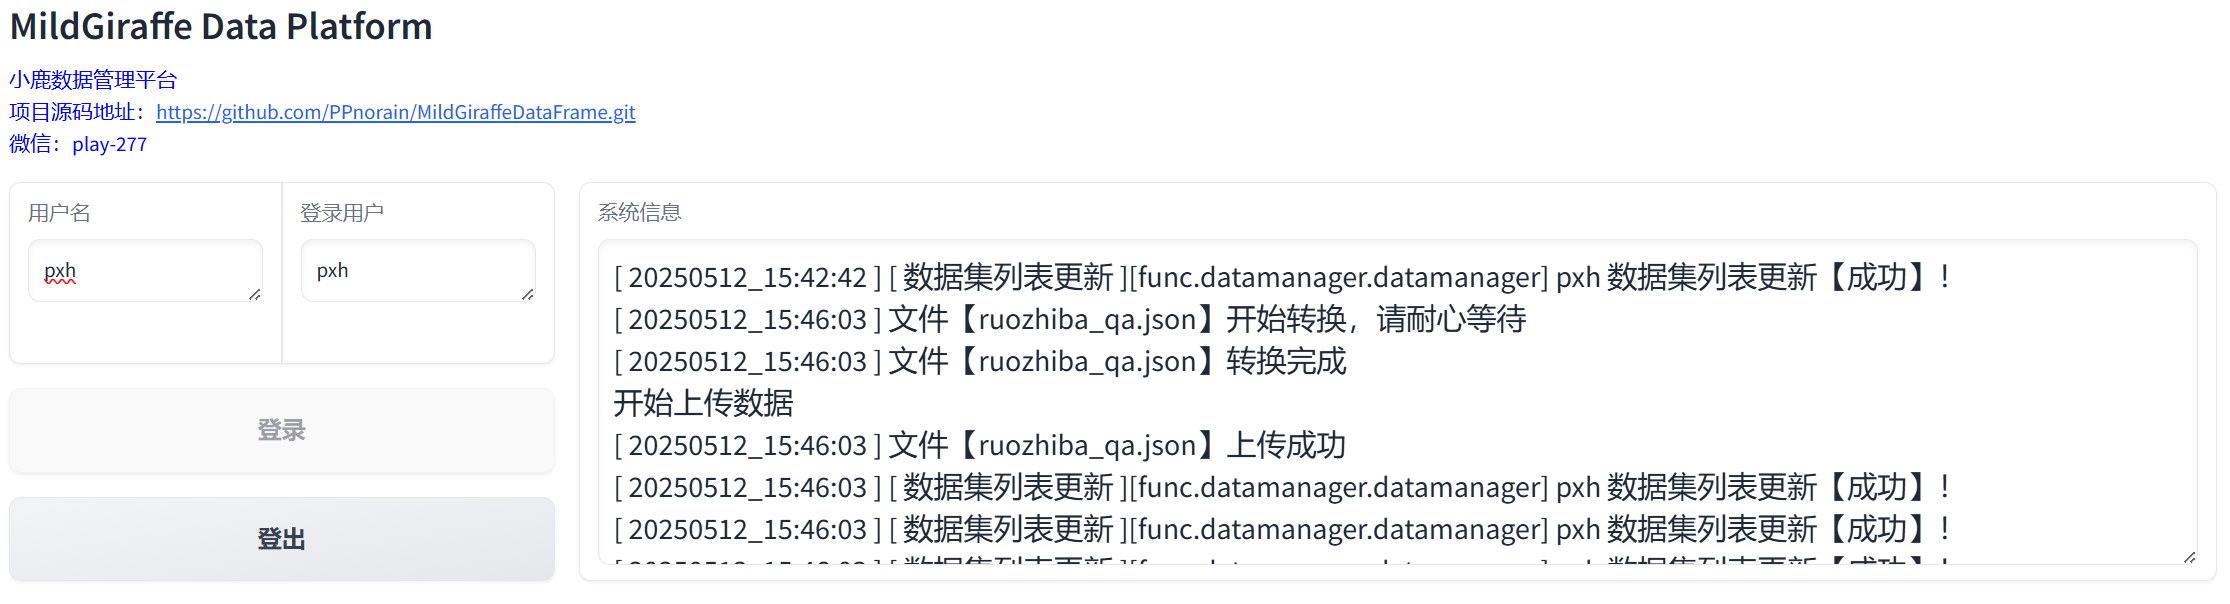 MildGiraffe Data Platform
小鹿数据管理平台
项目源码地址：https://github.com/PPnorain/MildGiraffeDataFrame.git
微信：play-277
用户名
pxh
登录用户
pxh
登录
登出
系统信息
[ 20250512_15:42:42 ] [ 数据集列表更新 ][func.datamanager.datamanager] pxh 数据集列表更新【成功】!
[ 20250512_15:46:03 ] 文件【ruozhiba_qa.json】开始转换，请耐心等待
[ 20250512_15:46:03 ] 文件【ruozhiba_qa.json】转换完成
开始上传数据
[ 20250512_15:46:03 ] 文件【ruozhiba_qa.json】上传成功
[ 20250512_15:46:03 ] [ 数据集列表更新 ][func.datamanager.datamanager] pxh 数据集列表更新【成功】!
[ 20250512_15:46:03 ] [ 数据集列表更新 ][func.datamanager.datamanager] pxh 数据集列表更新【成功】!